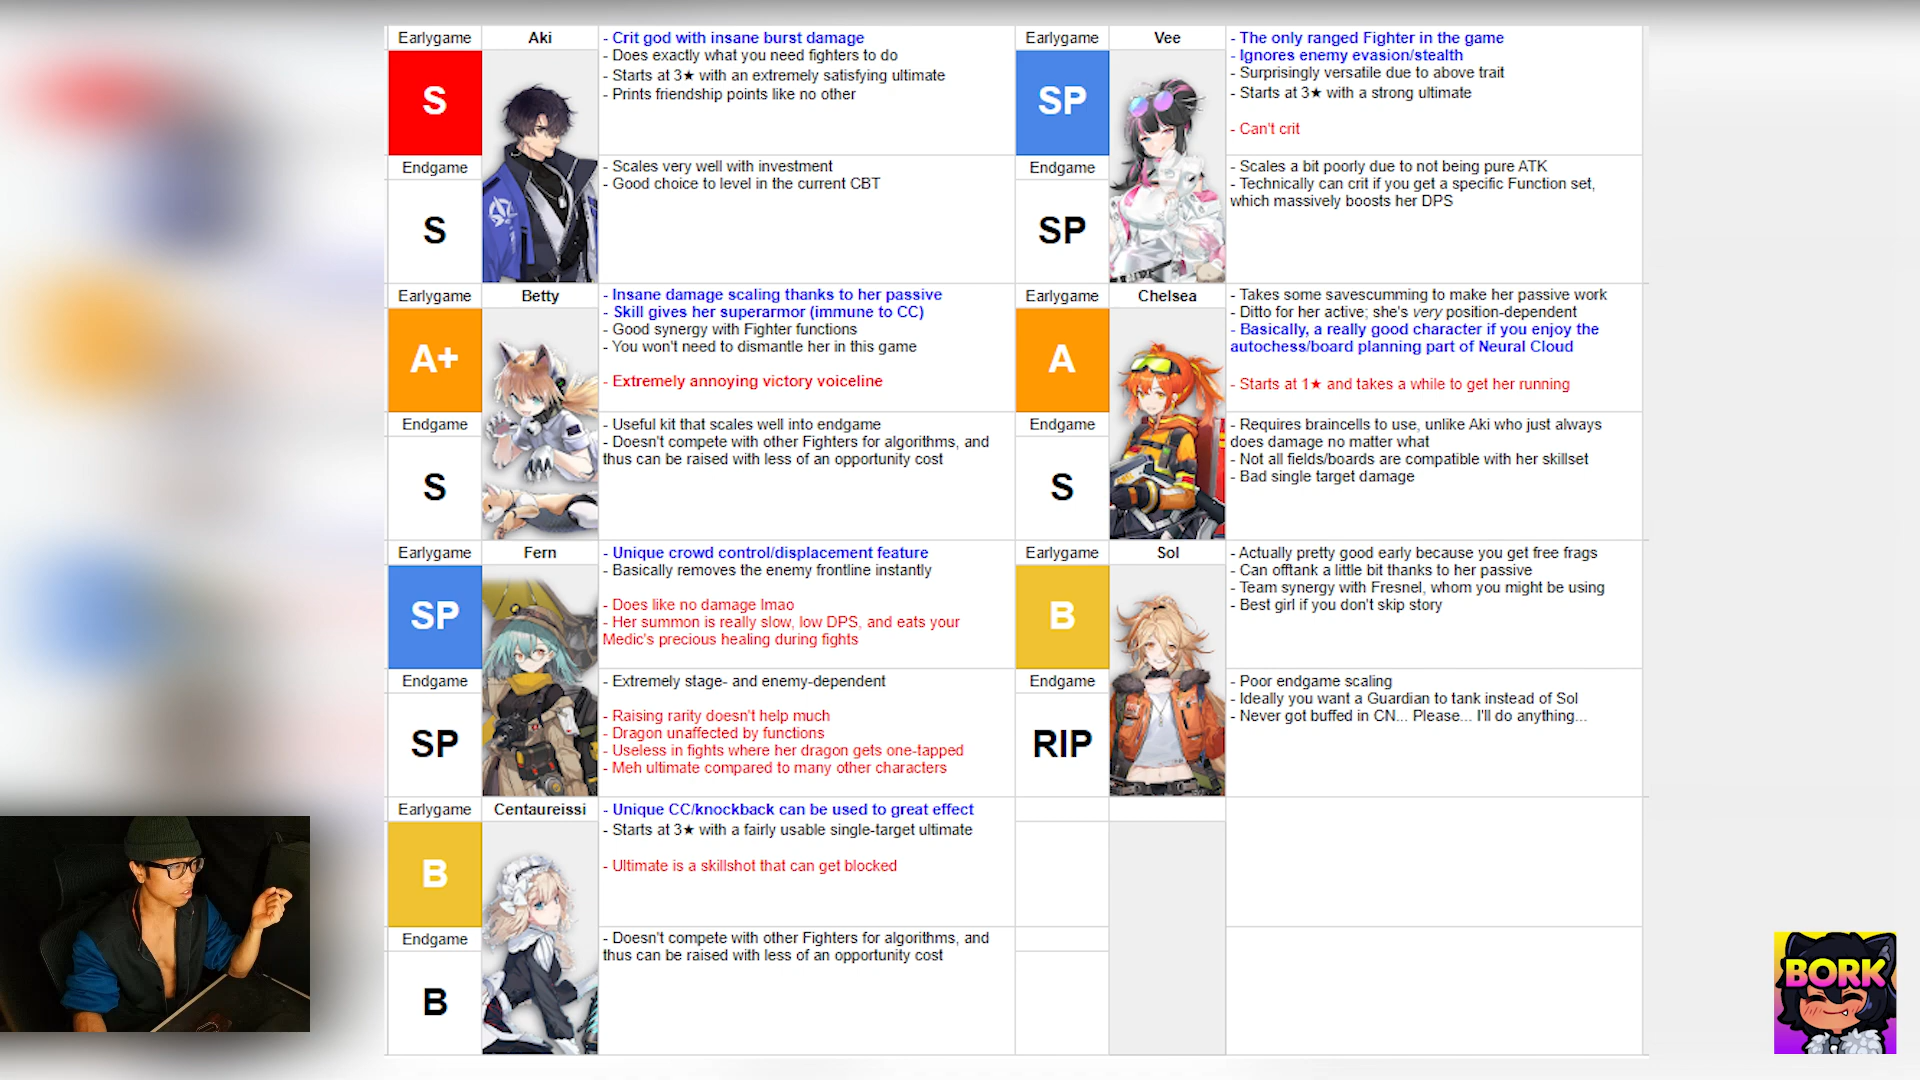 Earlygame
Aki
- Crit god with insane burst damage
- Does exactly what you need fighters to do
- Starts at 3★ with an extremely satisfying ultimate
- Prints friendship points like no other
S
Endgame
- Scales very well with investment
- Good choice to level in the current CBT
S
Earlygame
Vee
- The only ranged Fighter in the game
- Ignores enemy evasion/stealth
- Surprisingly versatile due to above trait
- Starts at 3★ with a strong ultimate
- Can't crit
SP
Endgame
- Scales a bit poorly due to not being pure ATK
- Technically can crit if you get a specific Function set,
which massively boosts her DPS
SP
Earlygame
Betty
- Insane damage scaling thanks to her passive
- Skill gives her superarmor (immune to CC)
- Good synergy with Fighter functions
- You won't need to dismantle her in this game
- Extremely annoying victory voiceline
A+
Endgame
- Useful kit that scales well into endgame
- Doesn't compete with other Fighters for algorithms, and
thus can be raised with less of an opportunity cost
S
Earlygame
Chelsea
- Takes some savescumming to make her passive work
- Ditto for her active; she's very position-dependent
- Basically, a really good character if you enjoy the
autochess/board planning part of Neural Cloud
- Starts at 1★ and takes a while to get her running
A
Endgame
- Requires braincells to use, unlike Aki who just always
does damage no matter what
- Not all fields/boards are compatible with her skillset
- Bad single target damage
S
Earlygame
Fern
- Unique crowd control/displacement feature
- Basically removes the enemy frontline instantly
- Does like no damage lmao
- Her summon is really slow, low DPS, and eats your
Medic's precious healing during fights
SP
Endgame
- Extremely stage- and enemy-dependent
- Raising rarity doesn't help much
- Dragon unaffected by functions
- Useless in fights where her dragon gets one-tapped
- Meh ultimate compared to many other characters
SP
Earlygame
Sol
- Actually pretty good early because you get free frags
- Can offtank a little bit thanks to her passive
- Team synergy with Fresnel, whom you might be using
- Best girl if you don't skip story
B
Endgame
- Poor endgame scaling
- Ideally you want a Guardian to tank instead of Sol
- Never got buffed in CN... Please... I'll do anything...
RIP
Earlygame
Centaureissi
- Unique CC/knockback can be used to great effect
- Starts at 3★ with a fairly usable single-target ultimate
- Ultimate is a skillshot that can get blocked
B
Endgame
- Doesn't compete with other Fighters for algorithms, and
thus can be raised with less of an opportunity cost
B
BORK